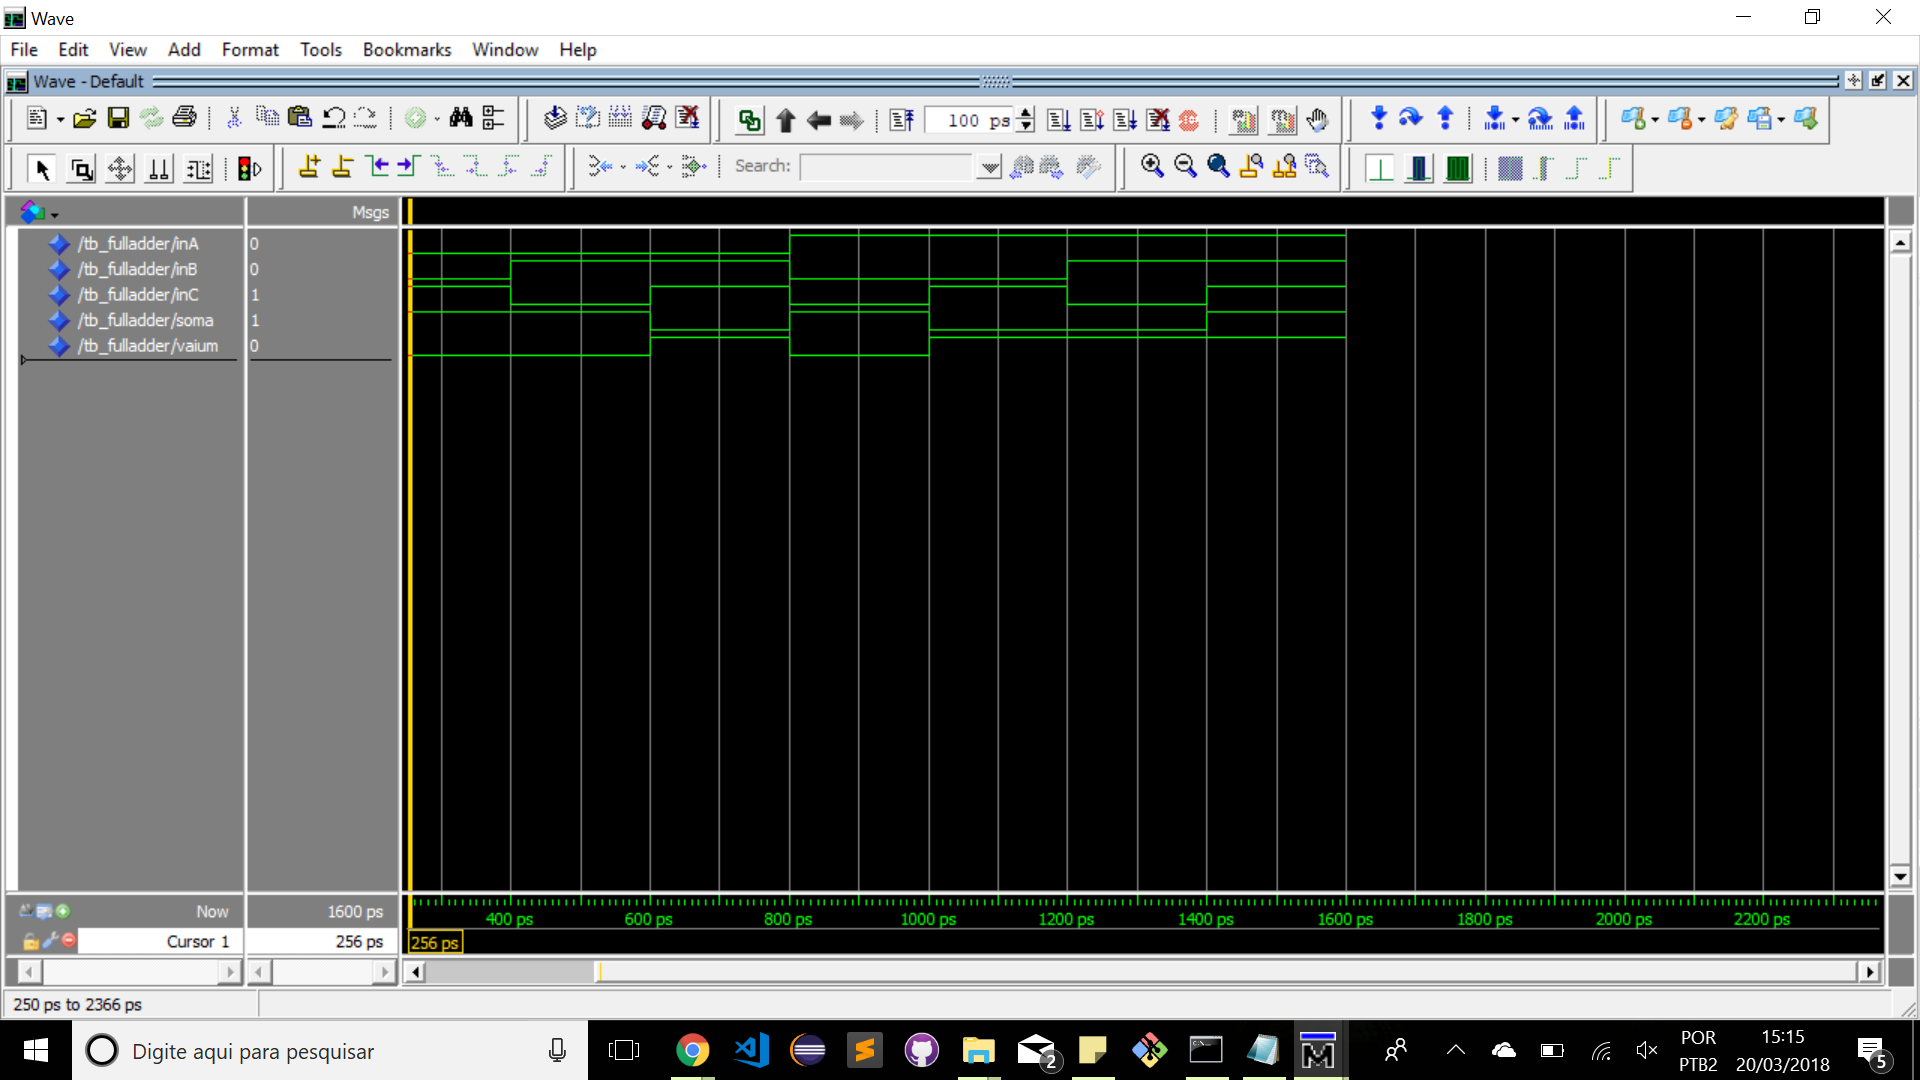 Wave
File Edit View Add Format Tools Bookmarks Window Help
Wave - Default
100 ps
Search:
Msgs
/tb_fulladder/inA 0
/tb_fulladder/inB 0
/tb_fulladder/inC 1
/tb_fulladder/soma 1
/tb_fulladder/vaium 0
Now 1600 ps
400 ps 600 ps 800 ps 1000 ps 1200 ps 1400 ps 1600 ps 1800 ps 2000 ps 2200 ps
Cursor 1 256 ps
256 ps
250 ps to 2366 ps
Digite aqui para pesquisar
2
POR
PTB2
15:15
20/03/2018
5